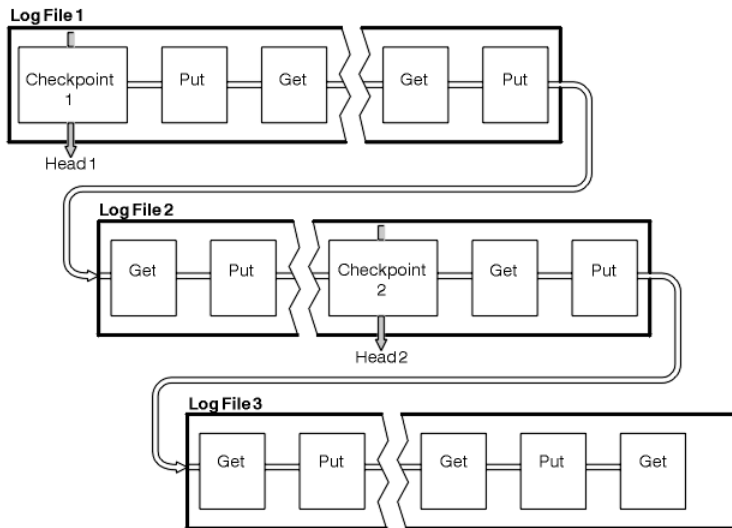 Log File 1
Checkpoint
1
Put
Get
Get
Put
Head 1
Log File 2
Get
Put
Checkpoint
2
Get
Put
Head 2
Log File 3
Get
Put
Get
Put
Get